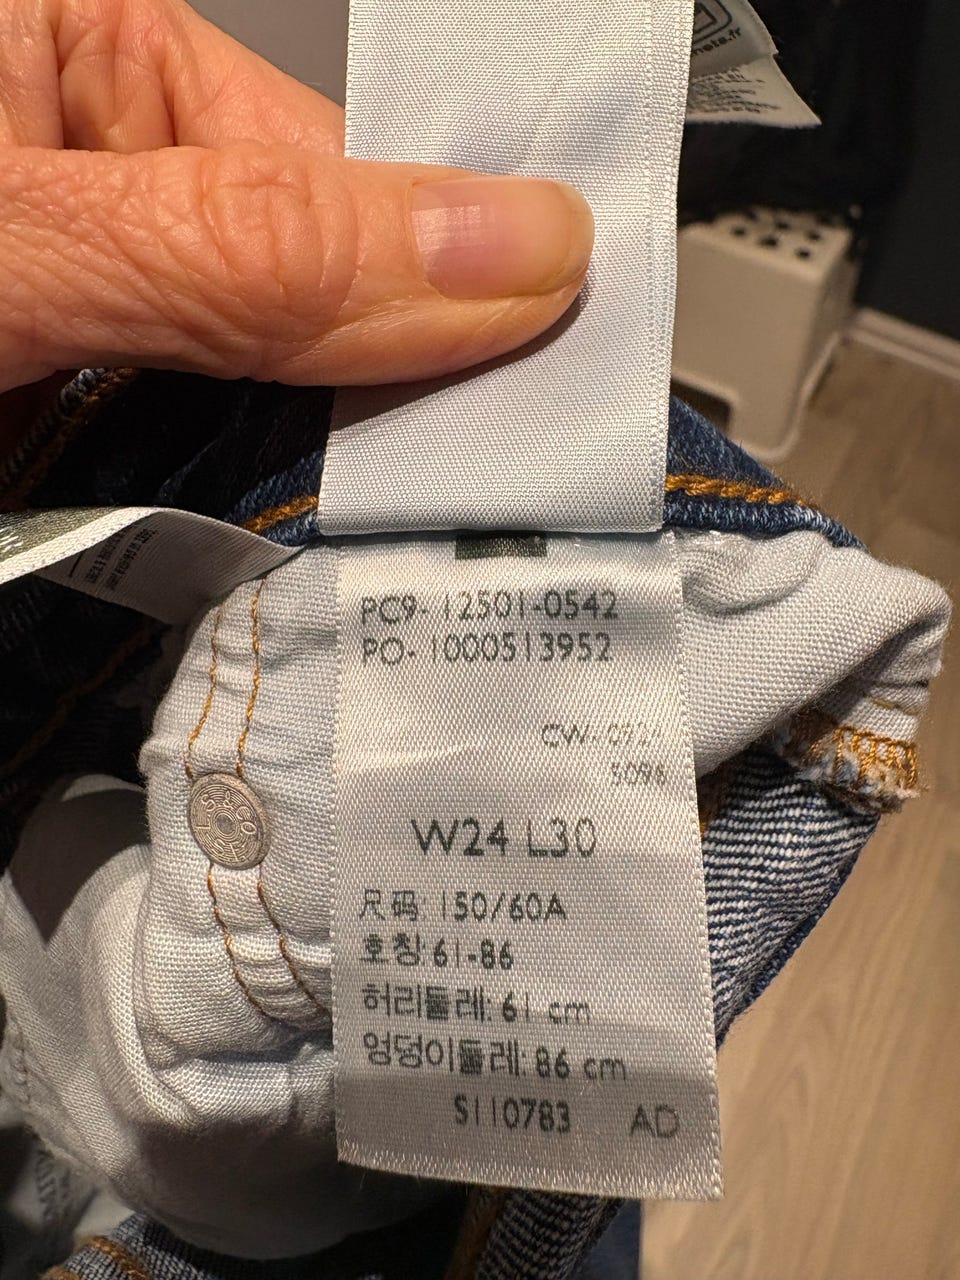 PC9-12501-0542
PO-1000513952
5096
W24 L30
尺码: 150/60A
호칭:61-86
허리둘레: 61 cm
엉덩이둘레: 86 cm
S110783 AD